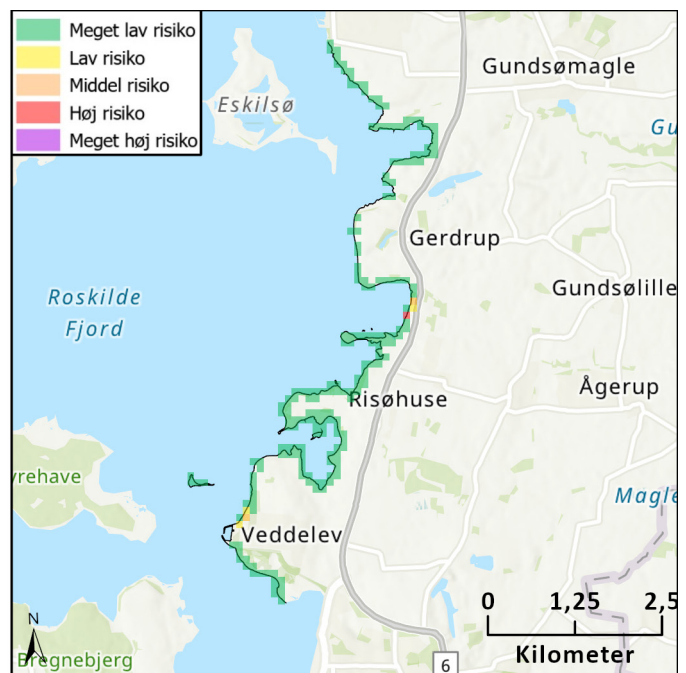 Meget lav risiko
Lav risiko
Middel risiko
Høj risiko
Meget høj risiko
Gundsømagle
Eskilsø
Gu
Gerdrup
Roskilde
Fjord
Gundsølille
Ågerup
Risøhuse
yrehave
Magle
Veddelev
0 1,25 2,5
Kilometer
N
Bregnebjerg
6